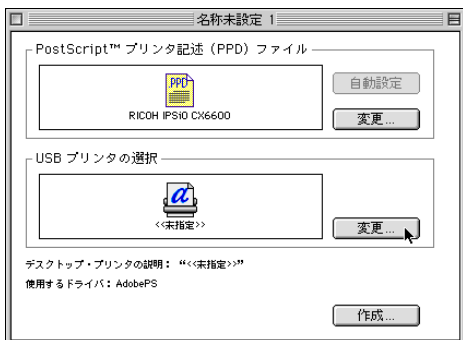 名称未設定 1
PostScript™ プリンタ記述（PPD）ファイル
PPD
RICOH IPSiO CX6600
自動設定
変更...
USB プリンタの選択
a
<<未指定>>
変更...
デスクトップ・プリンタの説明： “<<未指定>>”
使用するドライバ：AdobePS
作成...